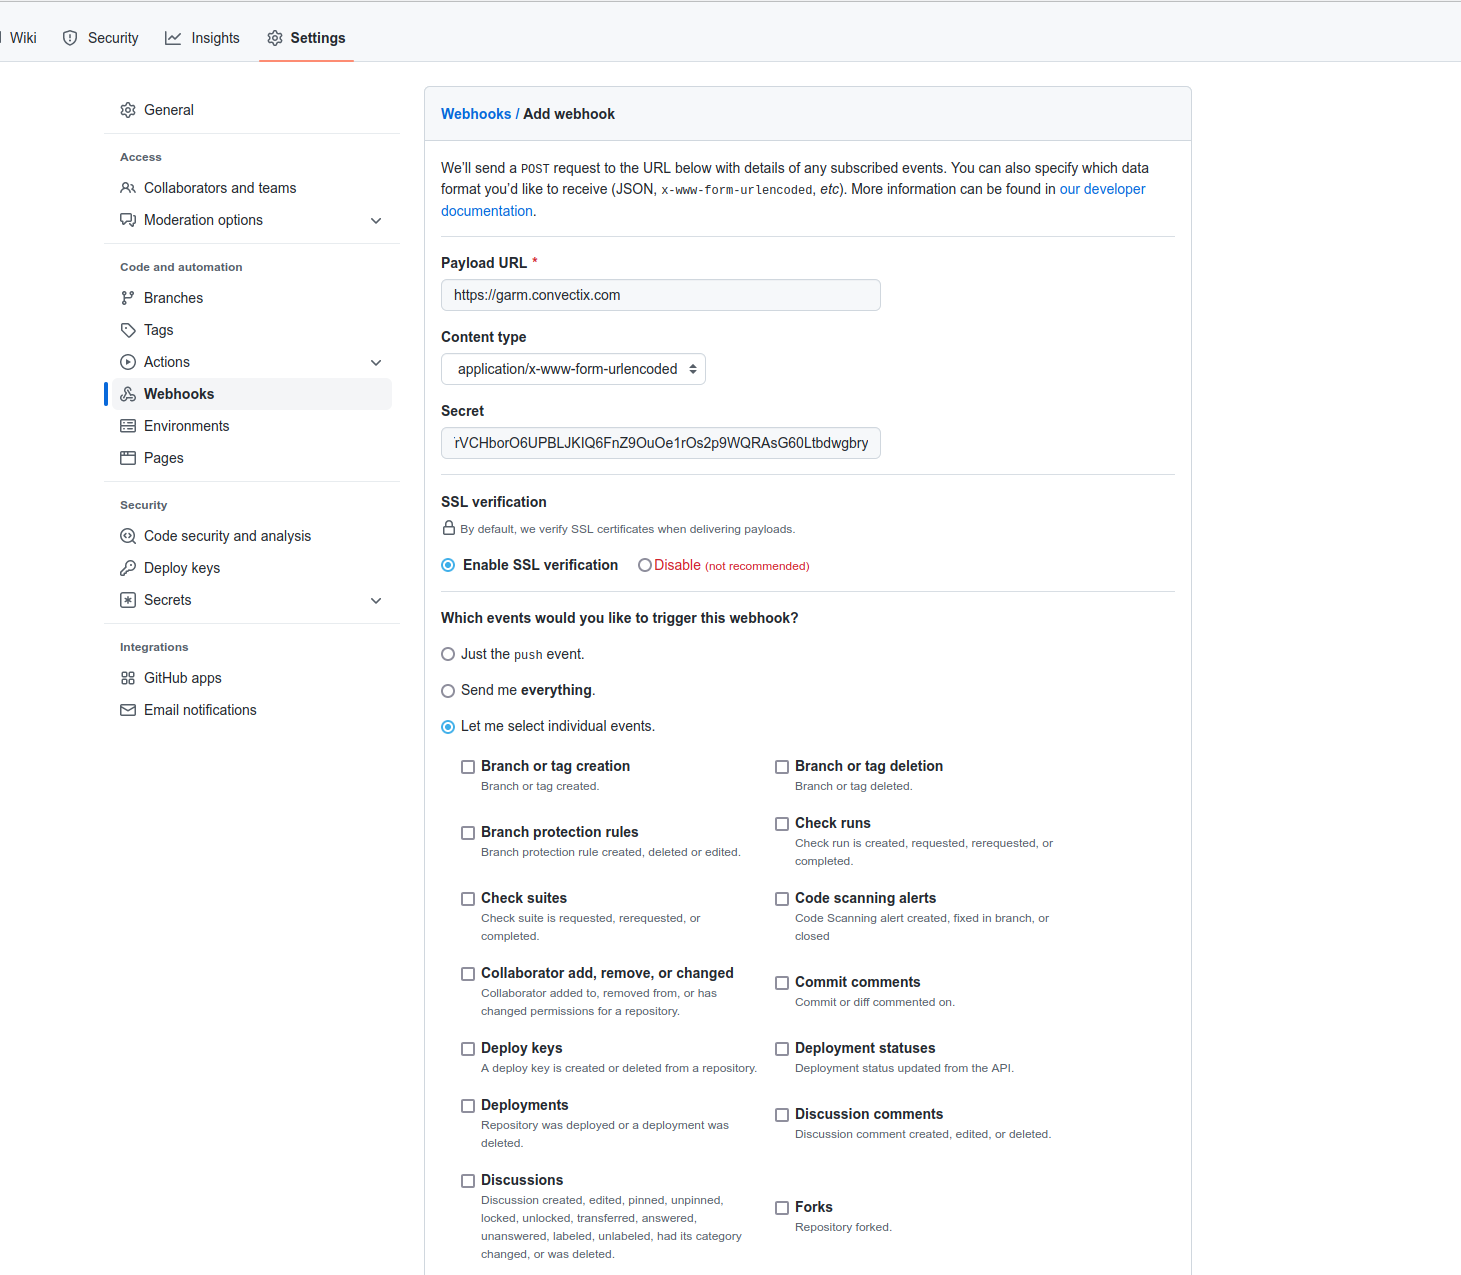 Wiki
Security
Insights
Settings
General
Access
Collaborators and teams
Moderation options
Code and automation
Branches
Tags
Actions
Webhooks
Environments
Pages
Security
Code security and analysis
Deploy keys
Secrets
Integrations
GitHub apps
Email notifications
Webhooks / Add webhook
We'll send a POST request to the URL below with details of any subscribed events. You can also specify which data
format you'd like to receive (JSON, x-www-form-urlencoded, etc). More information can be found in our developer
documentation.
Payload URL *
https://garm.convectix.com
Content type
application/x-www-form-urlencoded
Secret
rVCHborO6UPBLJKIQ6FnZ9OuOe1rOs2p9WQRAsG60Ltbdwgbry
SSL verification
By default, we verify SSL certificates when delivering payloads.
Enable SSL verification
Disable (not recommended)
Which events would you like to trigger this webhook?
Just the push event.
Send me everything.
Let me select individual events.
Branch or tag creation
Branch or tag created.
Branch or tag deletion
Branch or tag deleted.
Branch protection rules
Branch protection rule created, deleted or edited.
Check runs
Check run is created, requested, rerequested, or
completed.
Check suites
Check suite is requested, rerequested, or
completed.
Code scanning alerts
Code Scanning alert created, fixed in branch, or
closed
Collaborator add, remove, or changed
Collaborator added to, removed from, or has
changed permissions for a repository.
Commit comments
Commit or diff commented on.
Deploy keys
A deploy key is created or deleted from a repository.
Deployment statuses
Deployment status updated from the API.
Deployments
Repository was deployed or a deployment was
deleted.
Discussion comments
Discussion comment created, edited, or deleted.
Discussions
Discussion created, edited, pinned, unpinned,
locked, unlocked, transferred, answered,
unanswered, labeled, unlabeled, had its category
changed, or was deleted.
Forks
Repository forked.